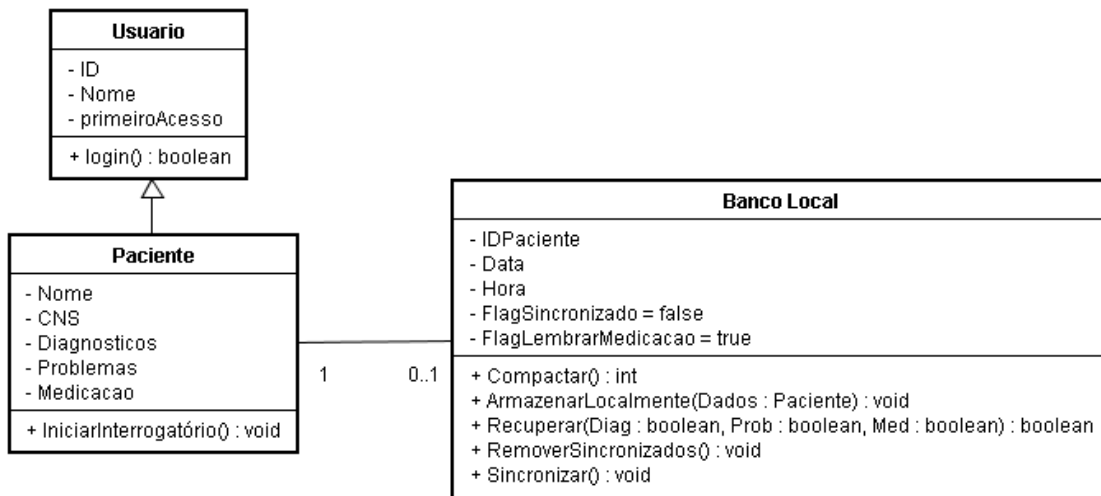 Usuario
- ID
- Nome
- primeiroAcesso
+ login() : boolean
Paciente
- Nome
- CNS
- Diagnosticos
- Problemas
- Medicacao
+ IniciarInterrogatório() : void
1
0..1
Banco Local
- IDPaciente
- Data
- Hora
- FlagSincronizado = false
- FlagLembrarMedicacao = true
+ Compactar() : int
+ ArmazenarLocalmente(Dados : Paciente) : void
+ Recuperar(Diag : boolean, Prob : boolean, Med : boolean) : boolean
+ RemoverSincronizados() : void
+ Sincronizar() : void